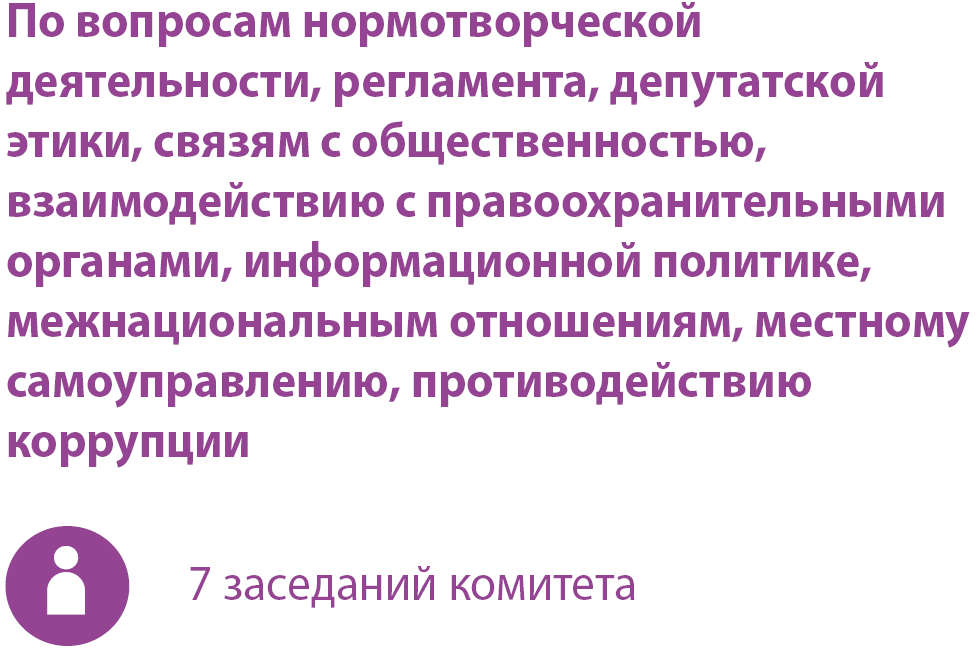 По вопросам нормотворческой
деятельности, регламента, депутатской
этики, связям с общественностью,
взаимодействию с правоохранительными
органами, информационной политике,
межнациональным отношениям, местному
самоуправлению, противодействию
коррупции
7 заседаний комитета